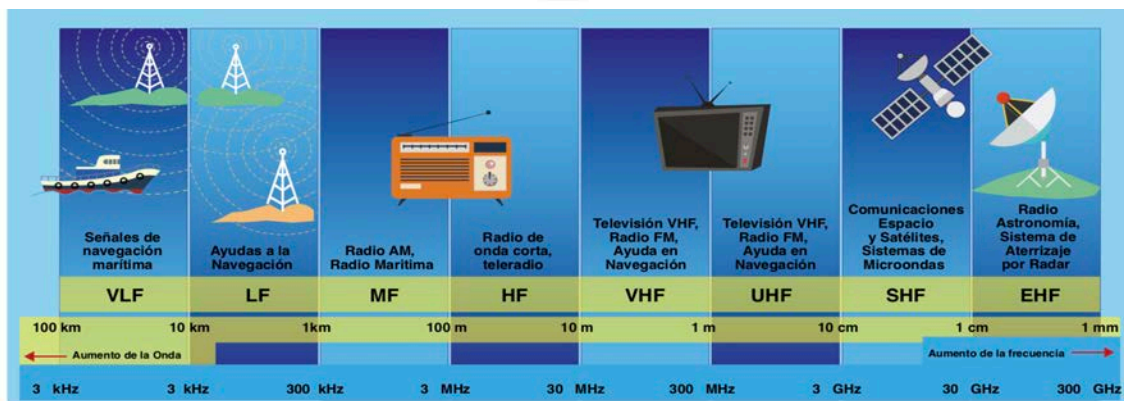 Señales de
navegación
marítima
Ayudas a la
Navegación
Radio AM,
Radio Maritima
Radio de
onda corta,
teleradio
Televisión VHF,
Radio FM,
Ayuda en
Navegación
Televisión VHF,
Radio FM,
Ayuda en
Navegación
Comunicaciones
Espacio
y Satélites,
Sistemas de
Microondas
Radio
Astronomía,
Sistema de
Aterrizaje
por Radar
VLF LF MF HF VHF UHF SHF EHF
100 km 10 km 1km 100 m 10 m 1 m 10 cm 1 cm 1 mm
Aumento de la Onda Aumento de la frecuencia
3 kHz 3 kHz 300 kHz 3 MHz 30 MHz 300 MHz 3 GHz 30 GHz 300 GHz